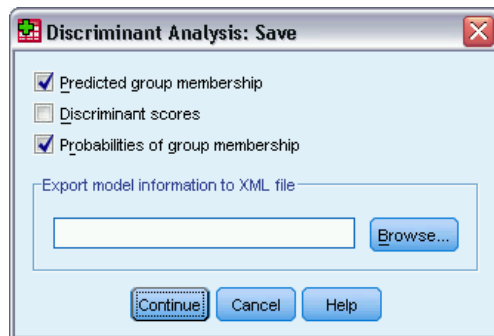 Discriminant Analysis: Save
Predicted group membership
Discriminant scores
Probabilities of group membership
Export model information to XML file
Browse...
Continue Cancel Help